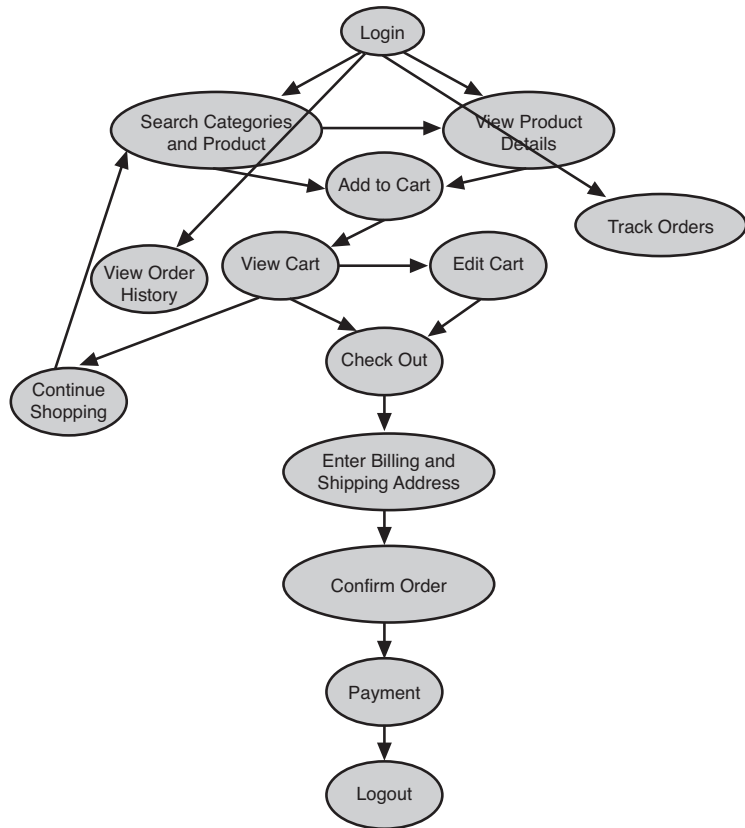 Login
Search Categories
and Product
View Product
Details
Add to Cart
Track Orders
View Order
History
View Cart
Edit Cart
Check Out
Continue
Shopping
Enter Billing and
Shipping Address
Confirm Order
Payment
Logout